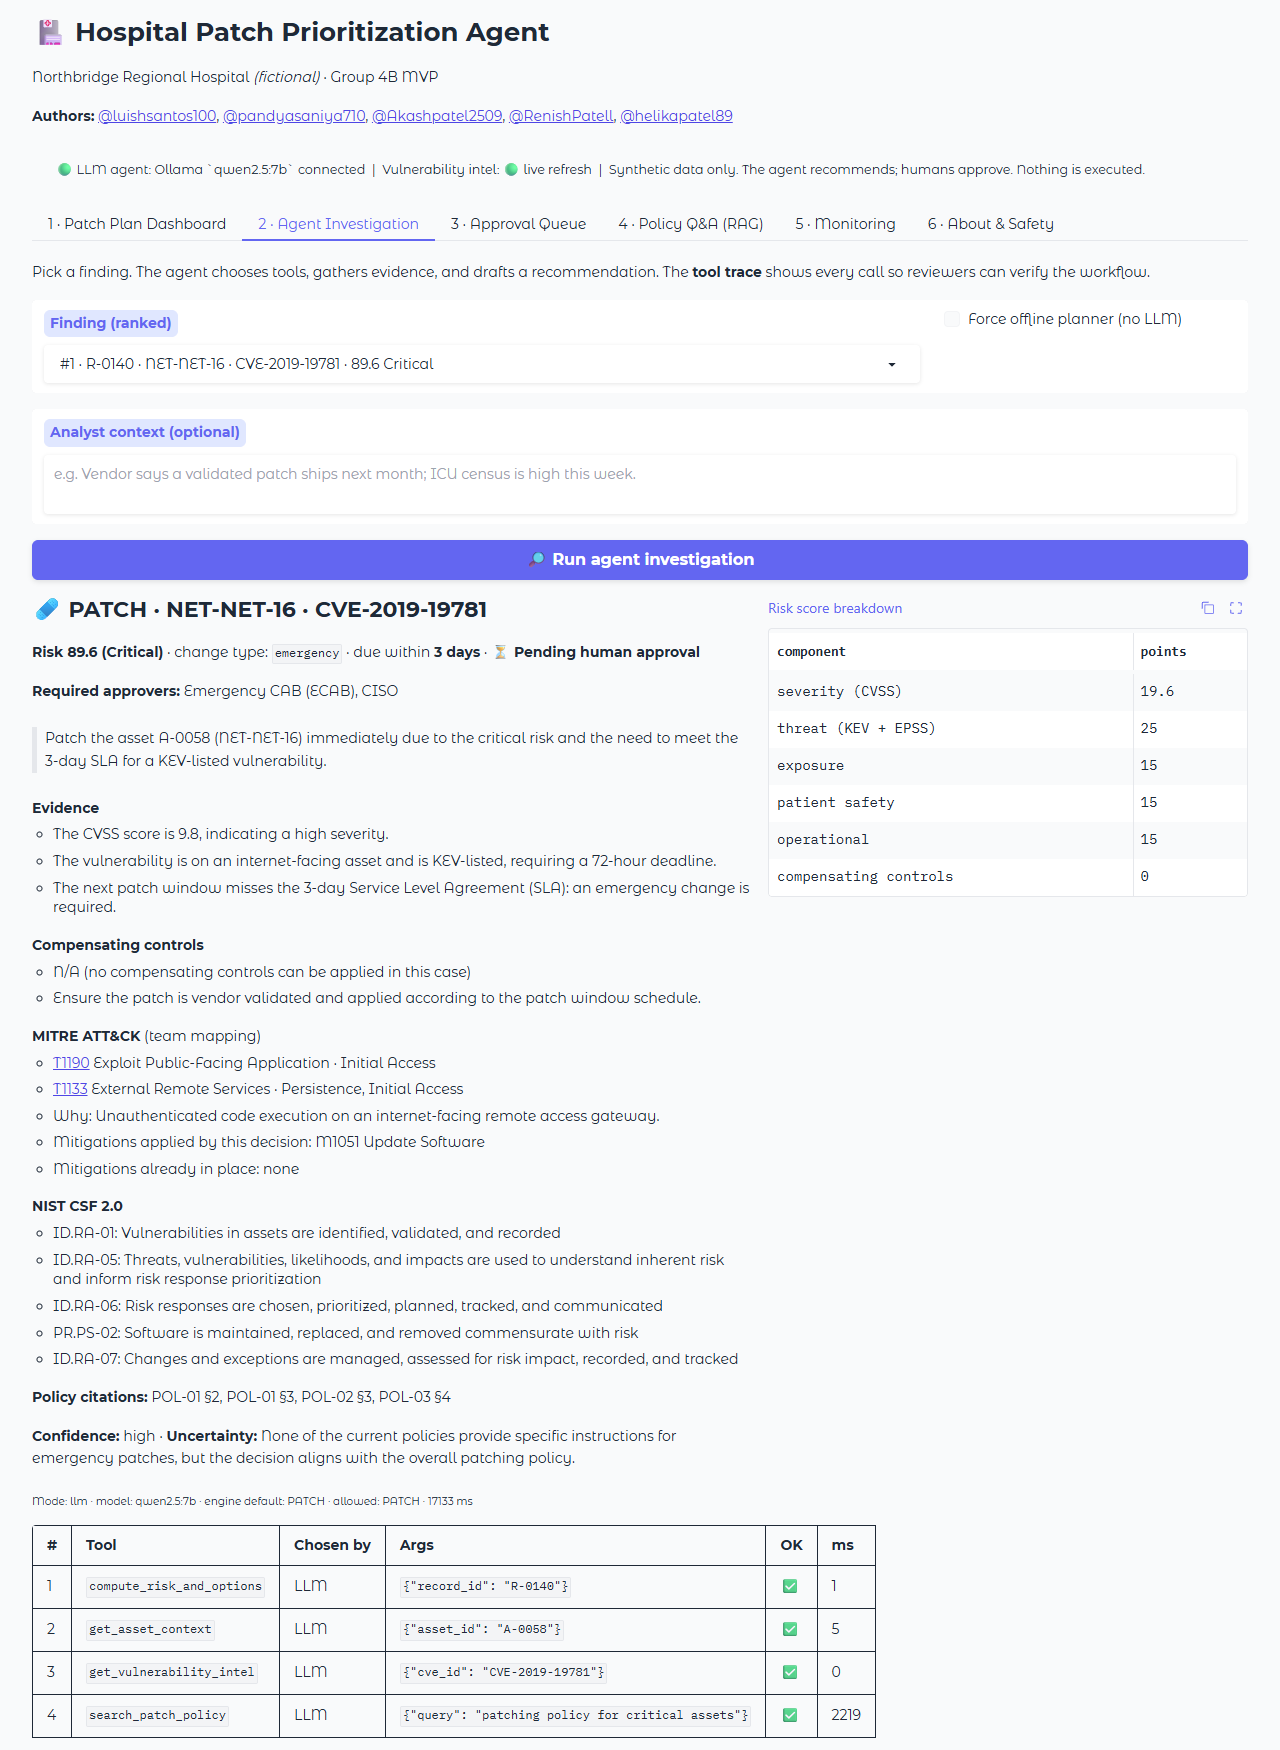 Hospital Patch Prioritization Agent
Northbridge Regional Hospital (fictional) · Group 4B MVP
Authors: @luishsantos100, @pandyasaniya710, @Akashpatel2509, @RenishPatell, @helikapatel89
LLM agent: Ollama `qwen2.5:7b` connected | Vulnerability intel: live refresh | Synthetic data only. The agent recommends; humans approve. Nothing is executed.
1 · Patch Plan Dashboard 2 · Agent Investigation 3 · Approval Queue 4 · Policy Q&A (RAG) 5 · Monitoring 6 · About & Safety
Pick a finding. The agent chooses tools, gathers evidence, and drafts a recommendation. The tool trace shows every call so reviewers can verify the workflow.
Finding (ranked)
Force offline planner (no LLM)
#1 · R-0140 · NET-NET-16 · CVE-2019-19781 · 89.6 Critical
Analyst context (optional)
e.g. Vendor says a validated patch ships next month; ICU census is high this week.
Run agent investigation
PATCH · NET-NET-16 · CVE-2019-19781
Risk 89.6 (Critical) · change type: emergency · due within 3 days · ⏳ Pending human approval
Required approvers: Emergency CAB (ECAB), CISO
Patch the asset A-0058 (NET-NET-16) immediately due to the critical risk and the need to meet the
3-day SLA for a KEV-listed vulnerability.
Evidence
The CVSS score is 9.8, indicating a high severity.
The vulnerability is on an internet-facing asset and is KEV-listed, requiring a 72-hour deadline.
The next patch window misses the 3-day Service Level Agreement (SLA): an emergency change is
required.
Compensating controls
N/A (no compensating controls can be applied in this case)
Ensure the patch is vendor validated and applied according to the patch window schedule.
MITRE ATT&CK (team mapping)
T1190 Exploit Public-Facing Application · Initial Access
T1133 External Remote Services · Persistence, Initial Access
Why: Unauthenticated code execution on an internet-facing remote access gateway.
Mitigations applied by this decision: M1051 Update Software
Mitigations already in place: none
NIST CSF 2.0
ID.RA-01: Vulnerabilities in assets are identified, validated, and recorded
ID.RA-05: Threats, vulnerabilities, likelihoods, and impacts are used to understand inherent risk
and inform risk response prioritization
ID.RA-06: Risk responses are chosen, prioritized, planned, tracked, and communicated
PR.PS-02: Software is maintained, replaced, and removed commensurate with risk
ID.RA-07: Changes and exceptions are managed, assessed for risk impact, recorded, and tracked
Policy citations: POL-01 §2, POL-01 §3, POL-02 §3, POL-03 §4
Confidence: high · Uncertainty: None of the current policies provide specific instructions for
emergency patches, but the decision aligns with the overall patching policy.
Mode: llm · model: qwen2.5:7b · engine default: PATCH · allowed: PATCH · 17133 ms
Risk score breakdown
component points
severity (CVSS) 19.6
threat (KEV + EPSS) 25
exposure 15
patient safety 15
operational 15
compensating controls 0
# Tool Chosen by Args OK ms
1 compute_risk_and_options LLM {"record_id": "R-0140"} ✅ 1
2 get_asset_context LLM {"asset_id": "A-0058"} ✅ 5
3 get_vulnerability_intel LLM {"cve_id": "CVE-2019-19781"} ✅ 0
4 search_patch_policy LLM {"query": "patching policy for critical assets"} ✅ 2219